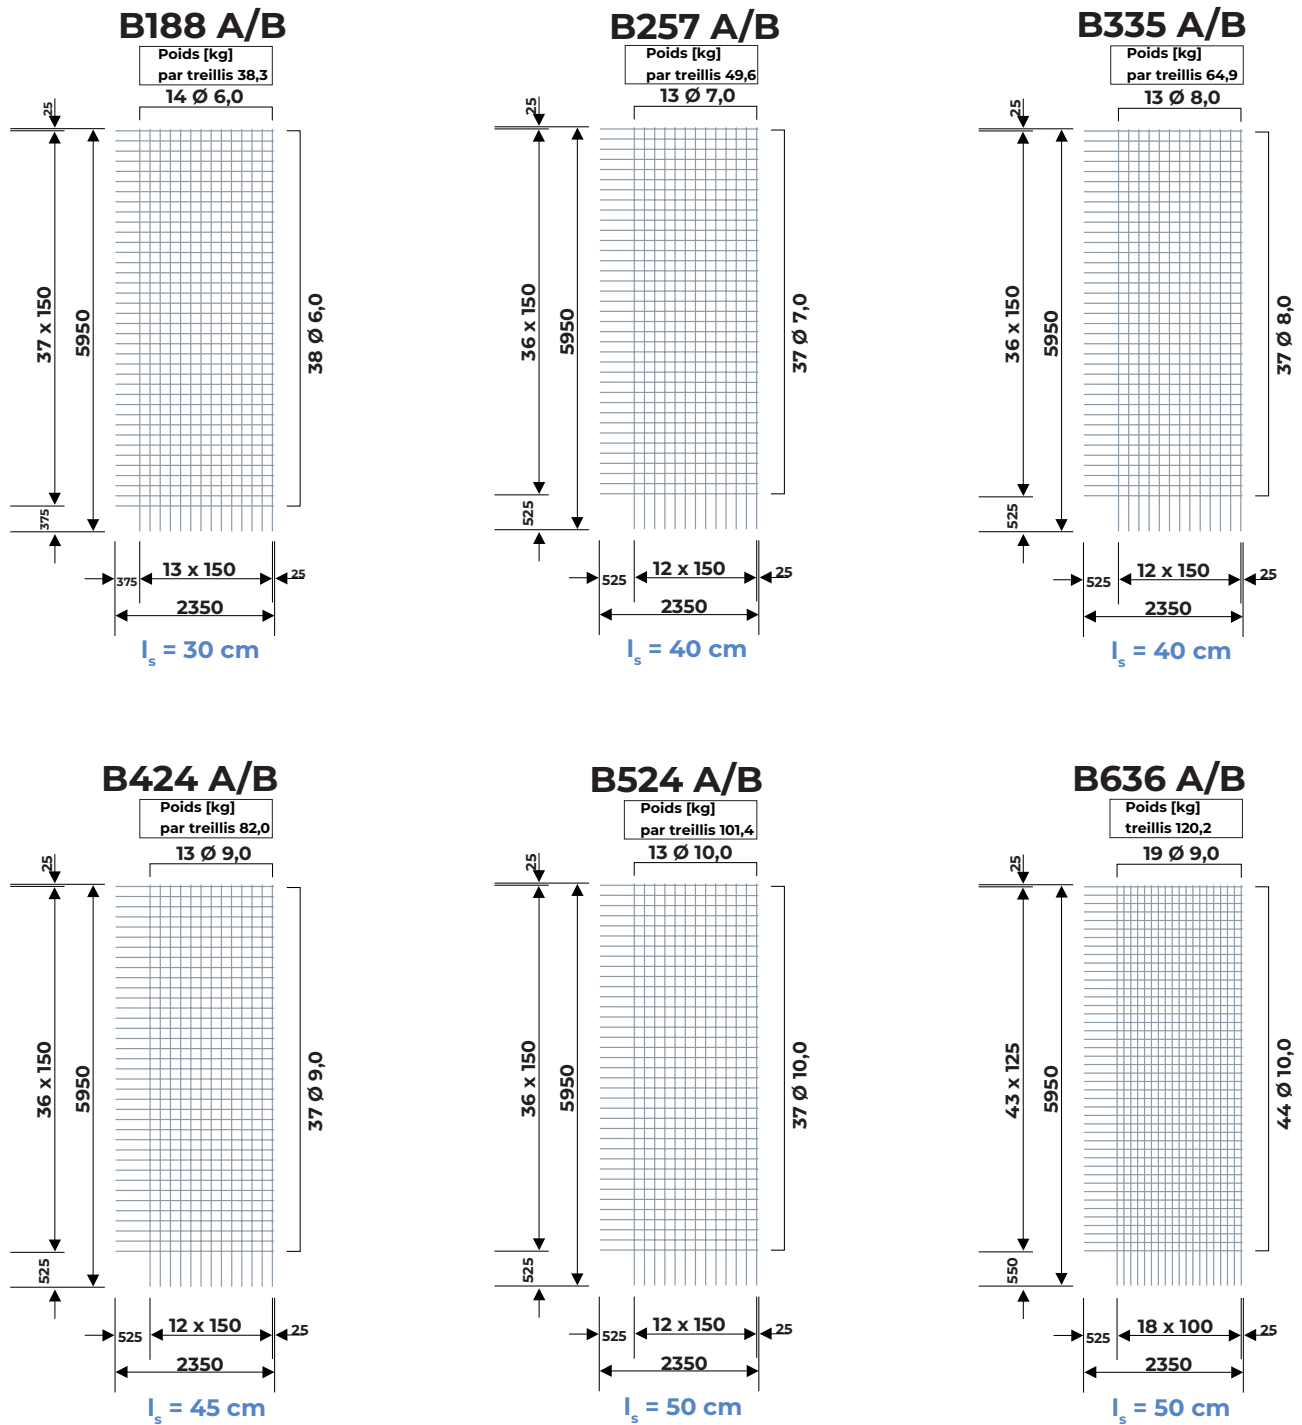 B188 A/B
Poids [kg]
par treillis 38,3
14 Ø 6,0
25
37 x 150
5950
38 Ø 6,0
375
375
13 x 150
25
2350
ls = 30 cm
B257 A/B
Poids [kg]
par treillis 49,6
13 Ø 7,0
25
36 x 150
5950
37 Ø 7,0
525
525
12 x 150
25
2350
ls = 40 cm
B335 A/B
Poids [kg]
par treillis 64,9
13 Ø 8,0
25
36 x 150
5950
37 Ø 8,0
525
525
12 x 150
25
2350
ls = 40 cm
B424 A/B
Poids [kg]
par treillis 82,0
13 Ø 9,0
25
36 x 150
5950
37 Ø 9,0
525
525
12 x 150
25
2350
ls = 45 cm
B524 A/B
Poids [kg]
par treillis 101,4
13 Ø 10,0
25
36 x 150
5950
37 Ø 10,0
525
525
12 x 150
25
2350
ls = 50 cm
B636 A/B
Poids [kg]
treillis 120,2
19 Ø 9,0
25
43 x 125
5950
44 Ø 10,0
550
525
18 x 100
25
2350
ls = 50 cm